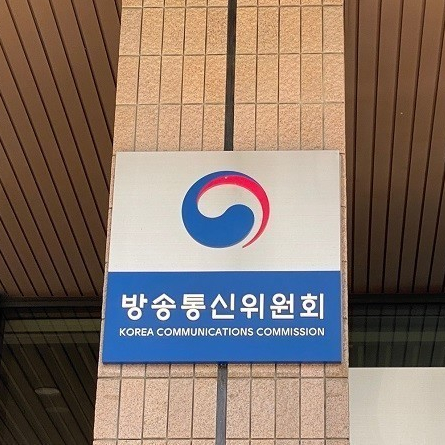 방송통신위원회
KOREA COMMUNICATIONS COMMISSION